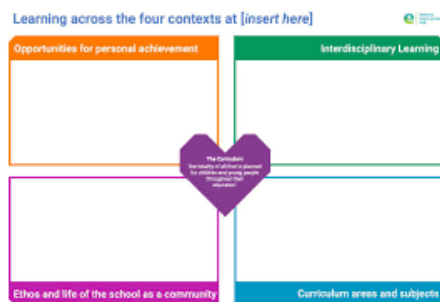 Learning across the four contexts at [insert here]
Opportunities for personal achievement
Interdisciplinary Learning
The Curriculum
'the totality of all that is planned
for children and young people
throughout their
education'
Ethos and life of the school as a community
Curriculum areas and subjects